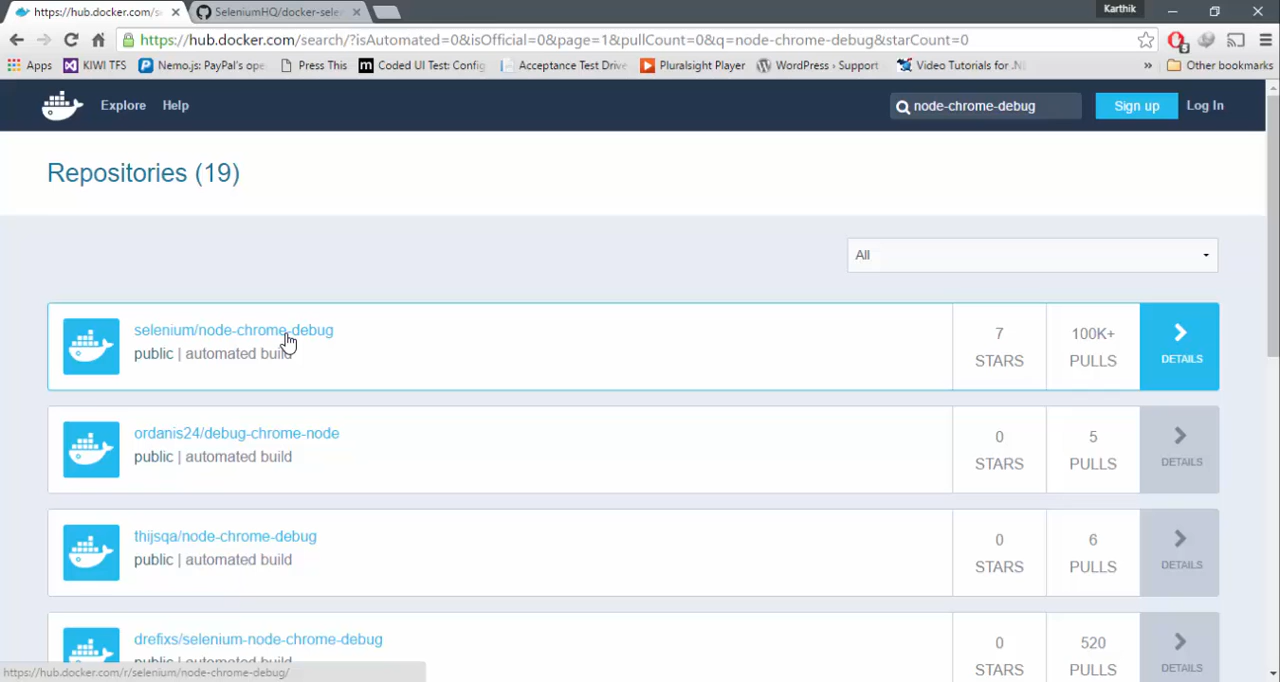 https://hub.docker.com/s
SeleniumHQ/docker-sele
Karthik
https://hub.docker.com/search/?isAutomated=0&isOfficial=0&page=1&pullCount=0&q=node-chrome-debug&starCount=0
Apps KIWI TFS Nemo.js: PayPal's ope Press This Coded UI Test: Config Acceptance Test Drive Pluralsight Player WordPress › Support Video Tutorials for .N » Other bookmarks
Explore Help node-chrome-debug Sign up Log In
Repositories (19)
All
selenium/node-chrome-debug
public | automated build
7 STARS
100K+ PULLS
DETAILS
ordanis24/debug-chrome-node
public | automated build
0 STARS
5 PULLS
DETAILS
thijsqa/node-chrome-debug
public | automated build
0 STARS
6 PULLS
DETAILS
drefixs/selenium-node-chrome-debug
public | automated build
0 STARS
520 PULLS
DETAILS
https://hub.docker.com/r/selenium/node-chrome-debug/